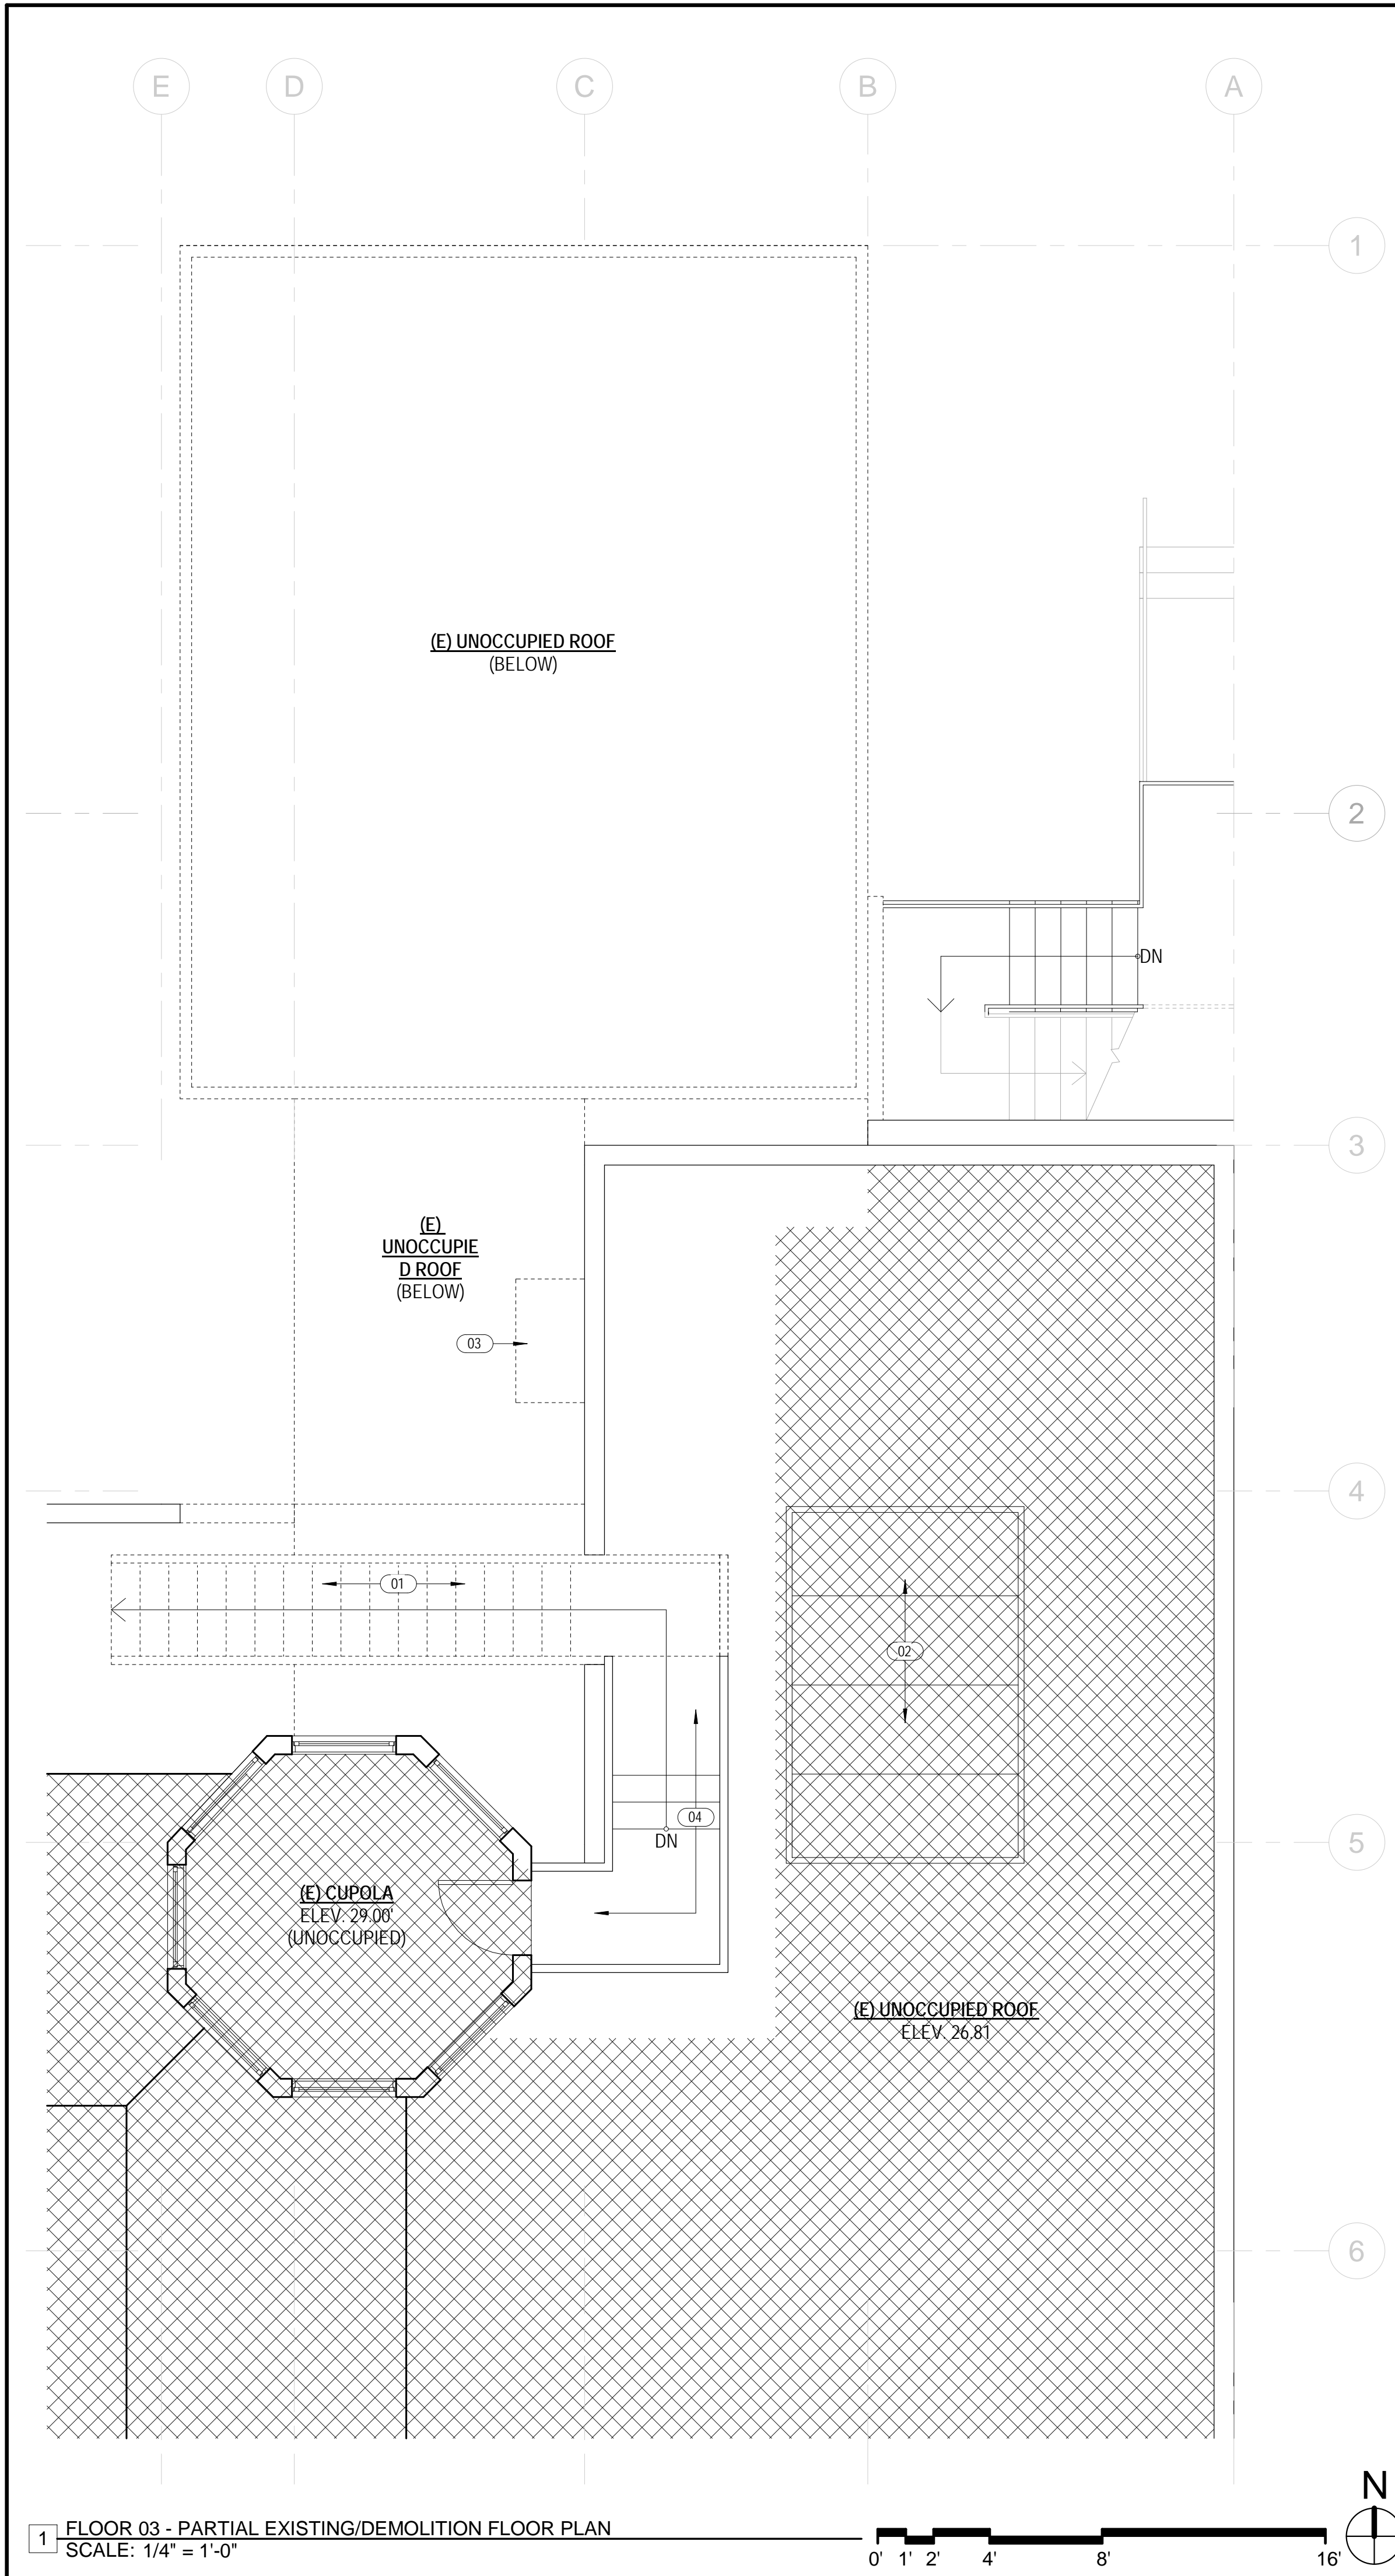 E
D
C
B
A
1
(E) UNOCCUPIED ROOF
(BELOW)
2
DN
3
(E)
UNOCCUPIE
D ROOF
(BELOW)
03
4
01
02
04
DN
5
(E) CUPOLA
ELEV. 29.00'
(UNOCCUPIED)
(E) UNOCCUPIED ROOF
ELEV. 26.81
6
N
1
FLOOR 03 - PARTIAL EXISTING/DEMOLITION FLOOR PLAN
SCALE: 1/4" = 1'-0"
0' 1' 2' 4' 8' 16'